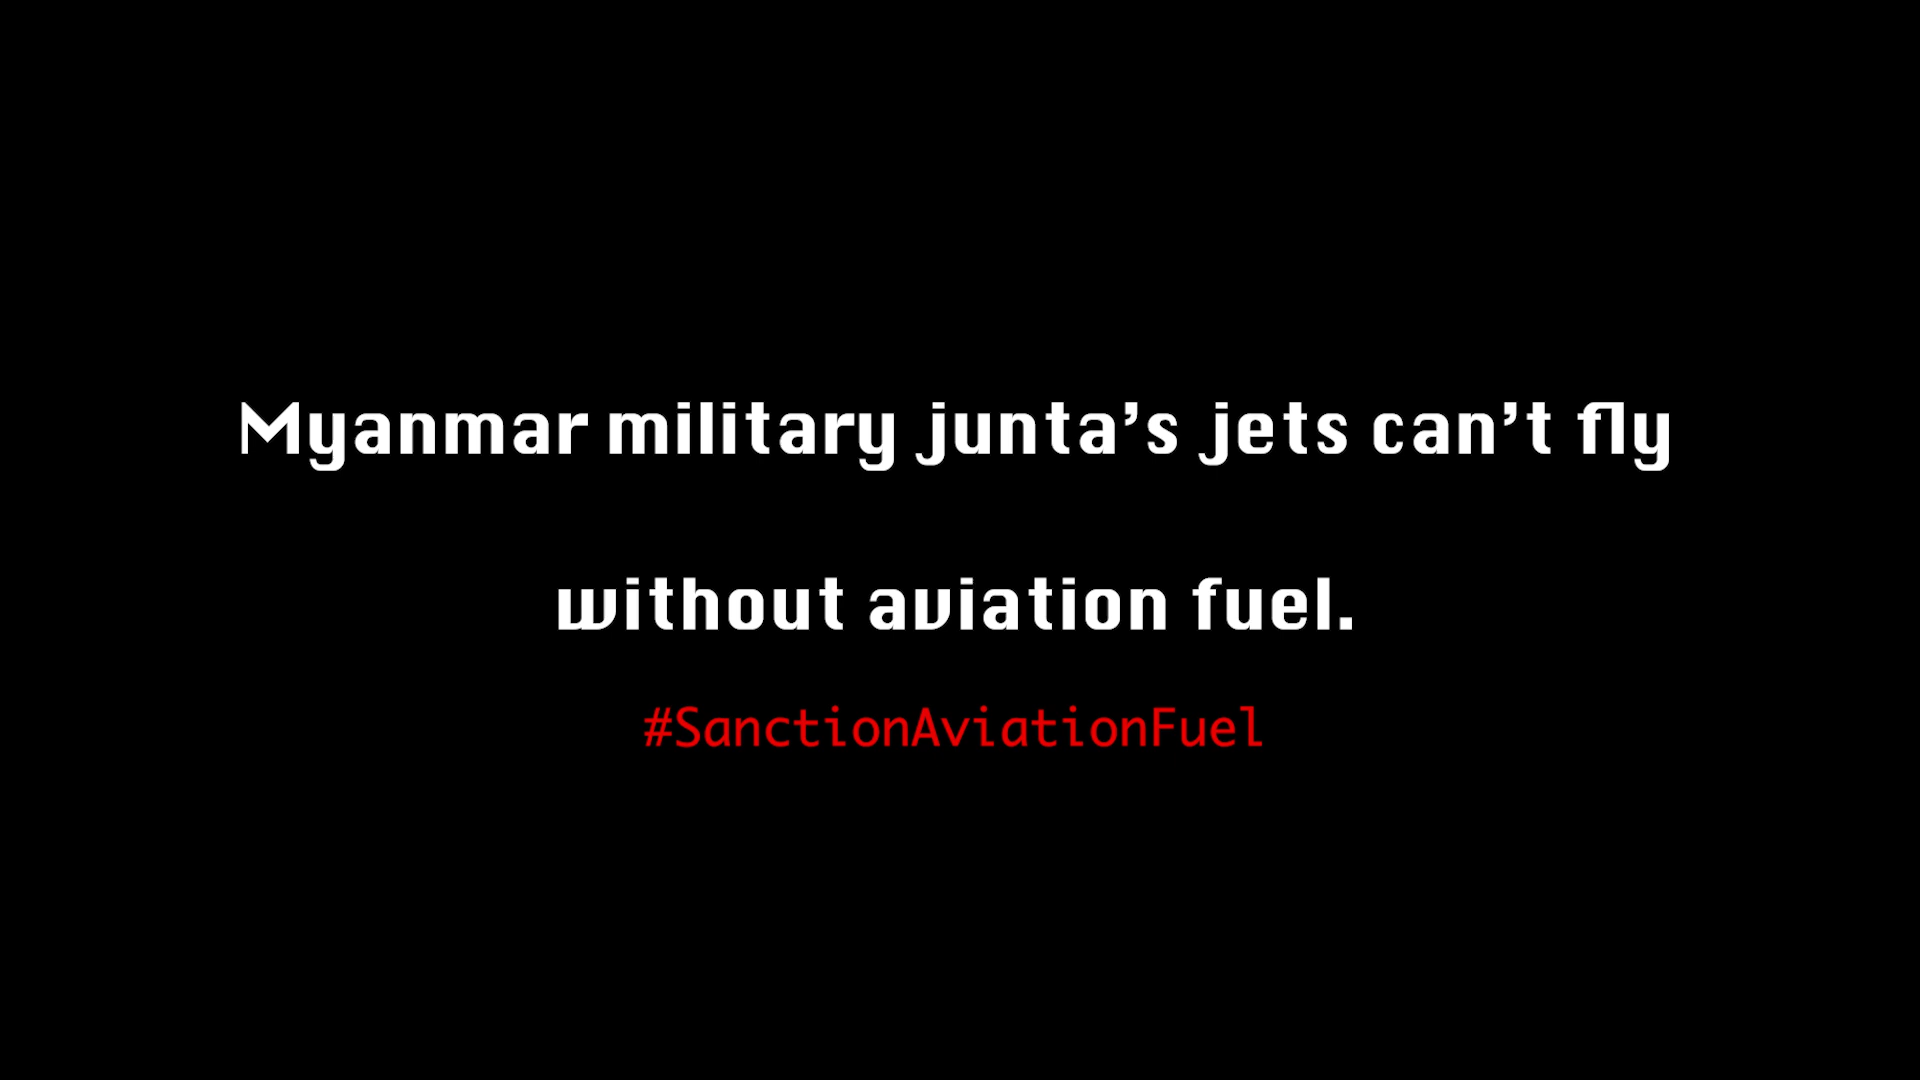 Myanmar military junta’s jets can’t fly
without aviation fuel.
#SanctionAviationFuel